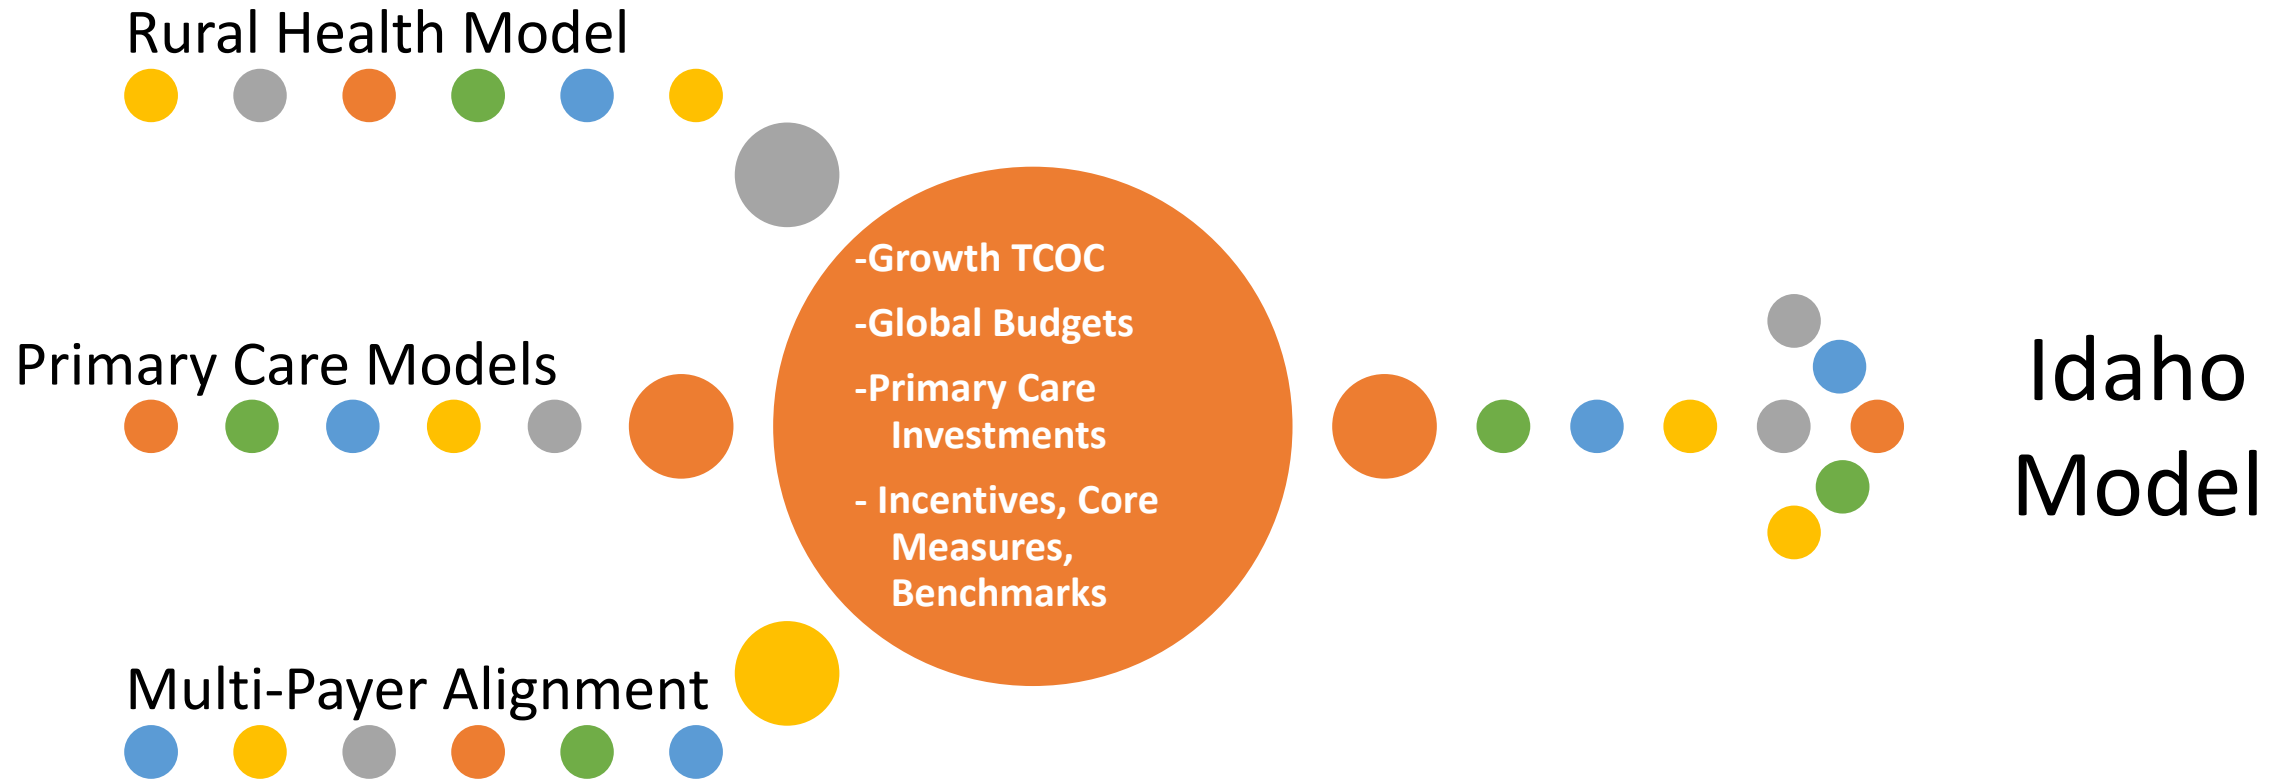 Rural Health Model
Primary Care Models
Multi-Payer Alignment
-Growth TCOC
-Global Budgets
-Primary Care
Investments
- Incentives, Core
Measures,
Benchmarks
Idaho
Model